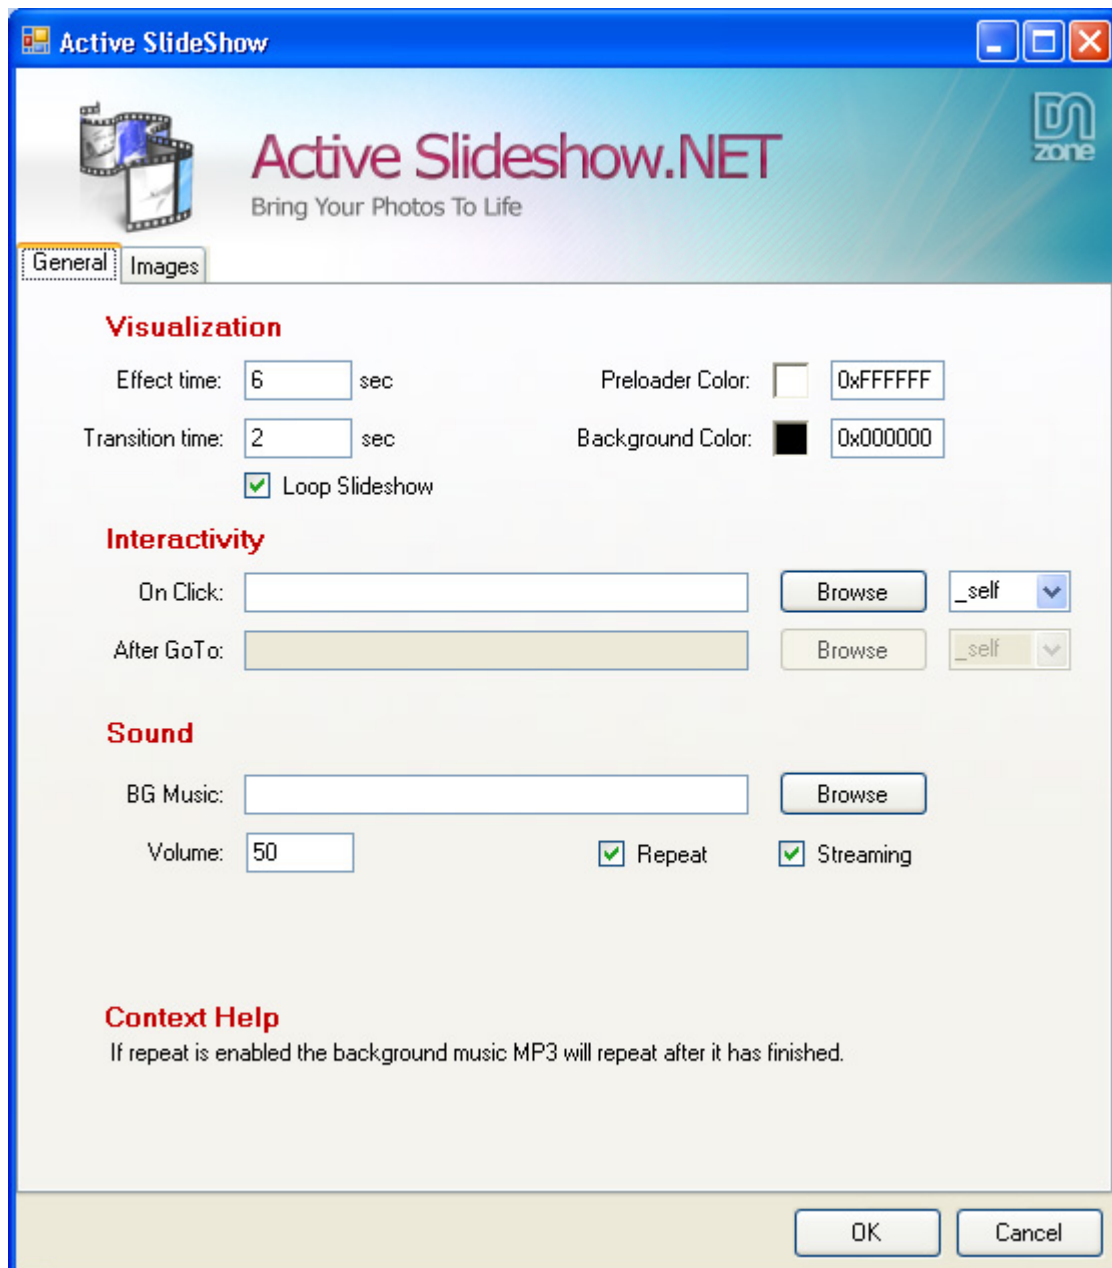 Active SlideShow
DN
zone
Active Slideshow.NET
Bring Your Photos To Life
General Images
Visualization
Effect time: 6 sec Preloader Color: 0xFFFFFF
Transition time: 2 sec Background Color: 0x000000
Loop Slideshow
Interactivity
On Click: Browse _self
After GoTo: Browse _self
Sound
BG Music: Browse
Volume: 50 Repeat Streaming
Context Help
If repeat is enabled the background music MP3 will repeat after it has finished.
OK Cancel